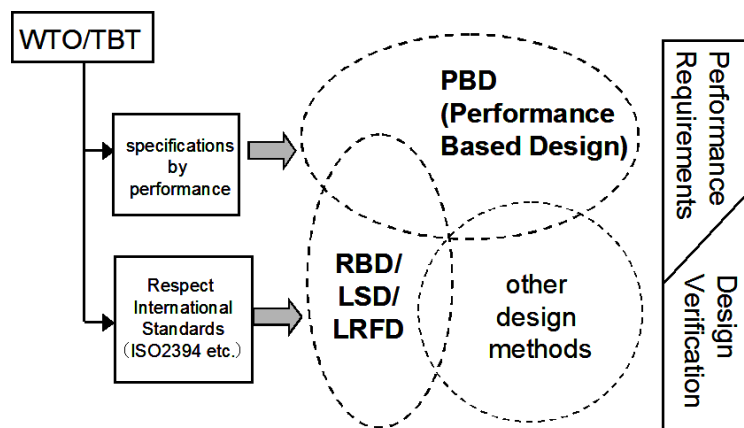 WTO/TBT
specifications
by
performance
Respect
International
Standards
（ISO2394 etc.）
PBD
(Performance
Based Design)
RBD/
LSD/
LRFD
other
design
methods
Performance
Requirements
Design
Verification